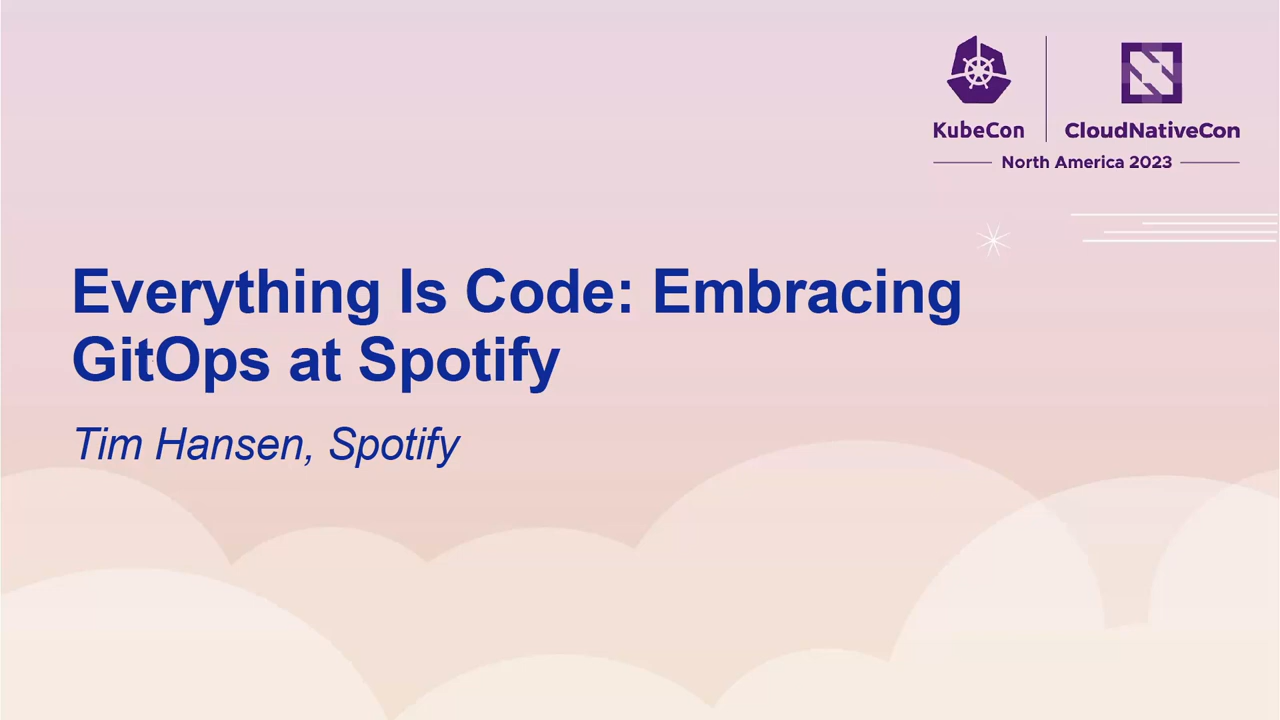 KubeCon
CloudNativeCon
North America 2023
Everything Is Code: Embracing
GitOps at Spotify
Tim Hansen, Spotify